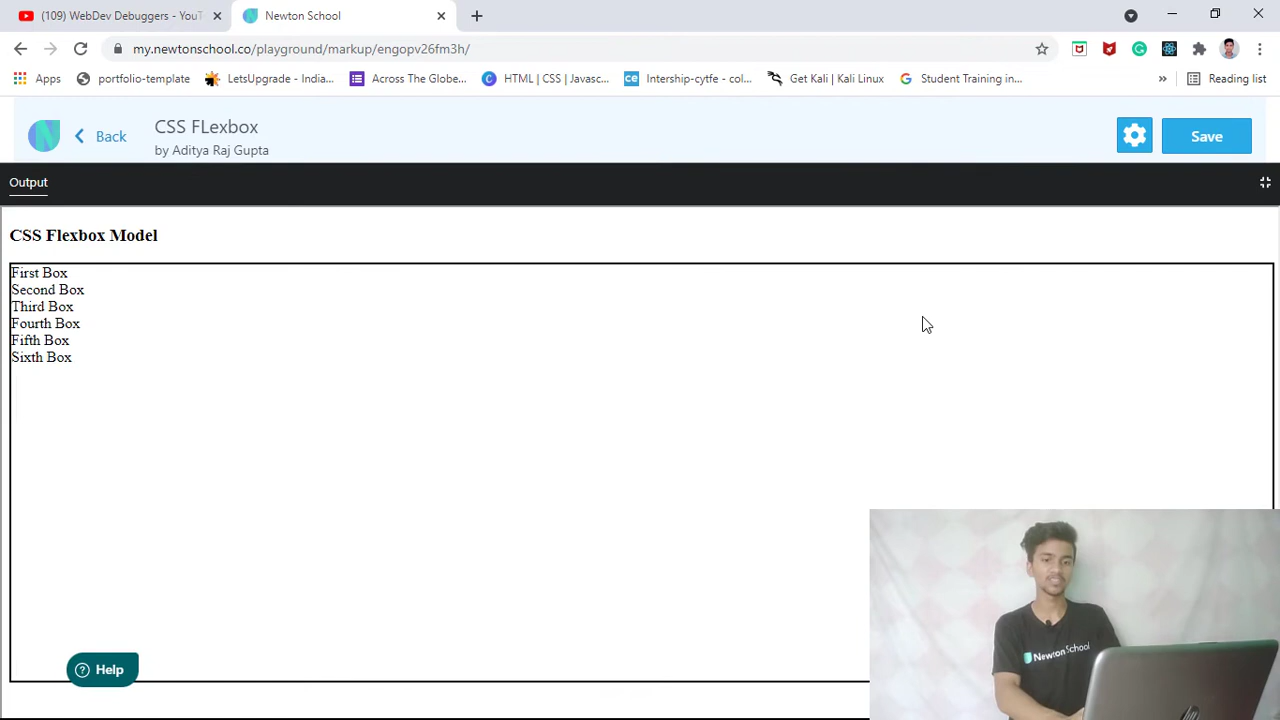 (109) WebDev Debuggers - YouT
Newton School
my.newtonschool.co/playground/markup/engopv26fm3h/
Apps
portfolio-template
LetsUpgrade - India...
Across The Globe...
HTML | CSS | Javasc...
Intership-cytfe - col...
Get Kali | Kali Linux
Student Training in...
»
Reading list
Back
CSS FLexbox
by Aditya Raj Gupta
Save
Output
CSS Flexbox Model
First Box
Second Box
Third Box
Fourth Box
Fifth Box
Sixth Box
Help
Newton School